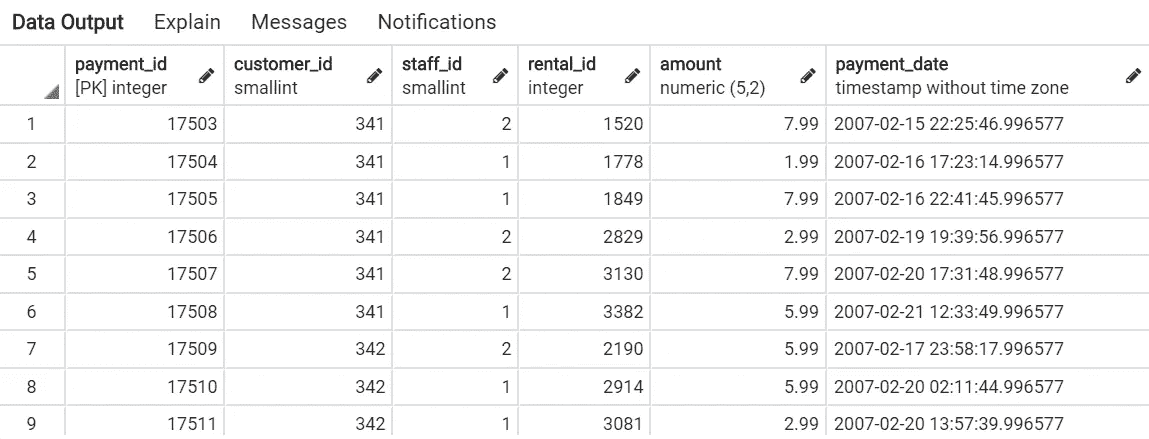 Data Output Explain Messages Notifications
payment_id customer_id staff_id rental_id amount payment_date
[PK] integer smallint smallint integer numeric (5,2) timestamp without time zone
1 17503 341 2 1520 7.99 2007-02-15 22:25:46.996577
2 17504 341 1 1778 1.99 2007-02-16 17:23:14.996577
3 17505 341 1 1849 7.99 2007-02-16 22:41:45.996577
4 17506 341 2 2829 2.99 2007-02-19 19:39:56.996577
5 17507 341 2 3130 7.99 2007-02-20 17:31:48.996577
6 17508 341 1 3382 5.99 2007-02-21 12:33:49.996577
7 17509 342 2 2190 5.99 2007-02-17 23:58:17.996577
8 17510 342 1 2914 5.99 2007-02-20 02:11:44.996577
9 17511 342 1 3081 2.99 2007-02-20 13:57:39.996577